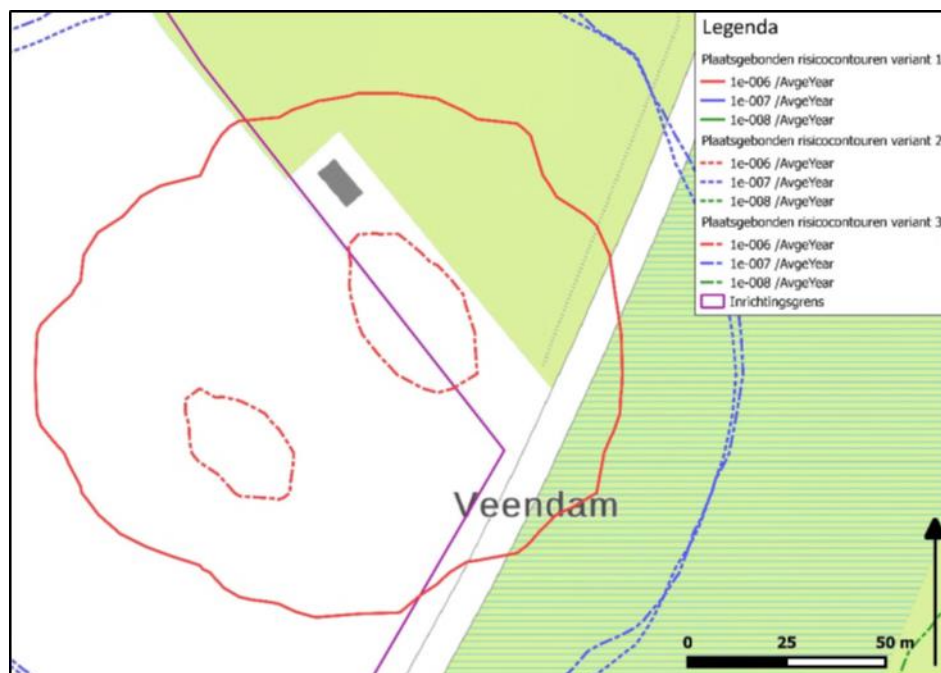 Legenda
Plaatsgebonden risicocontouren variant 1
1e-006 /AvgeYear
1e-007 /AvgeYear
1e-008 /AvgeYear
Plaatsgebonden risicocontouren variant 2
1e-006 /AvgeYear
1e-007 /AvgeYear
1e-008 /AvgeYear
Plaatsgebonden risicocontouren variant 3
1e-006 /AvgeYear
1e-007 /AvgeYear
1e-008 /AvgeYear
Inrichtingsgrens
Veendam
0 25 50 m